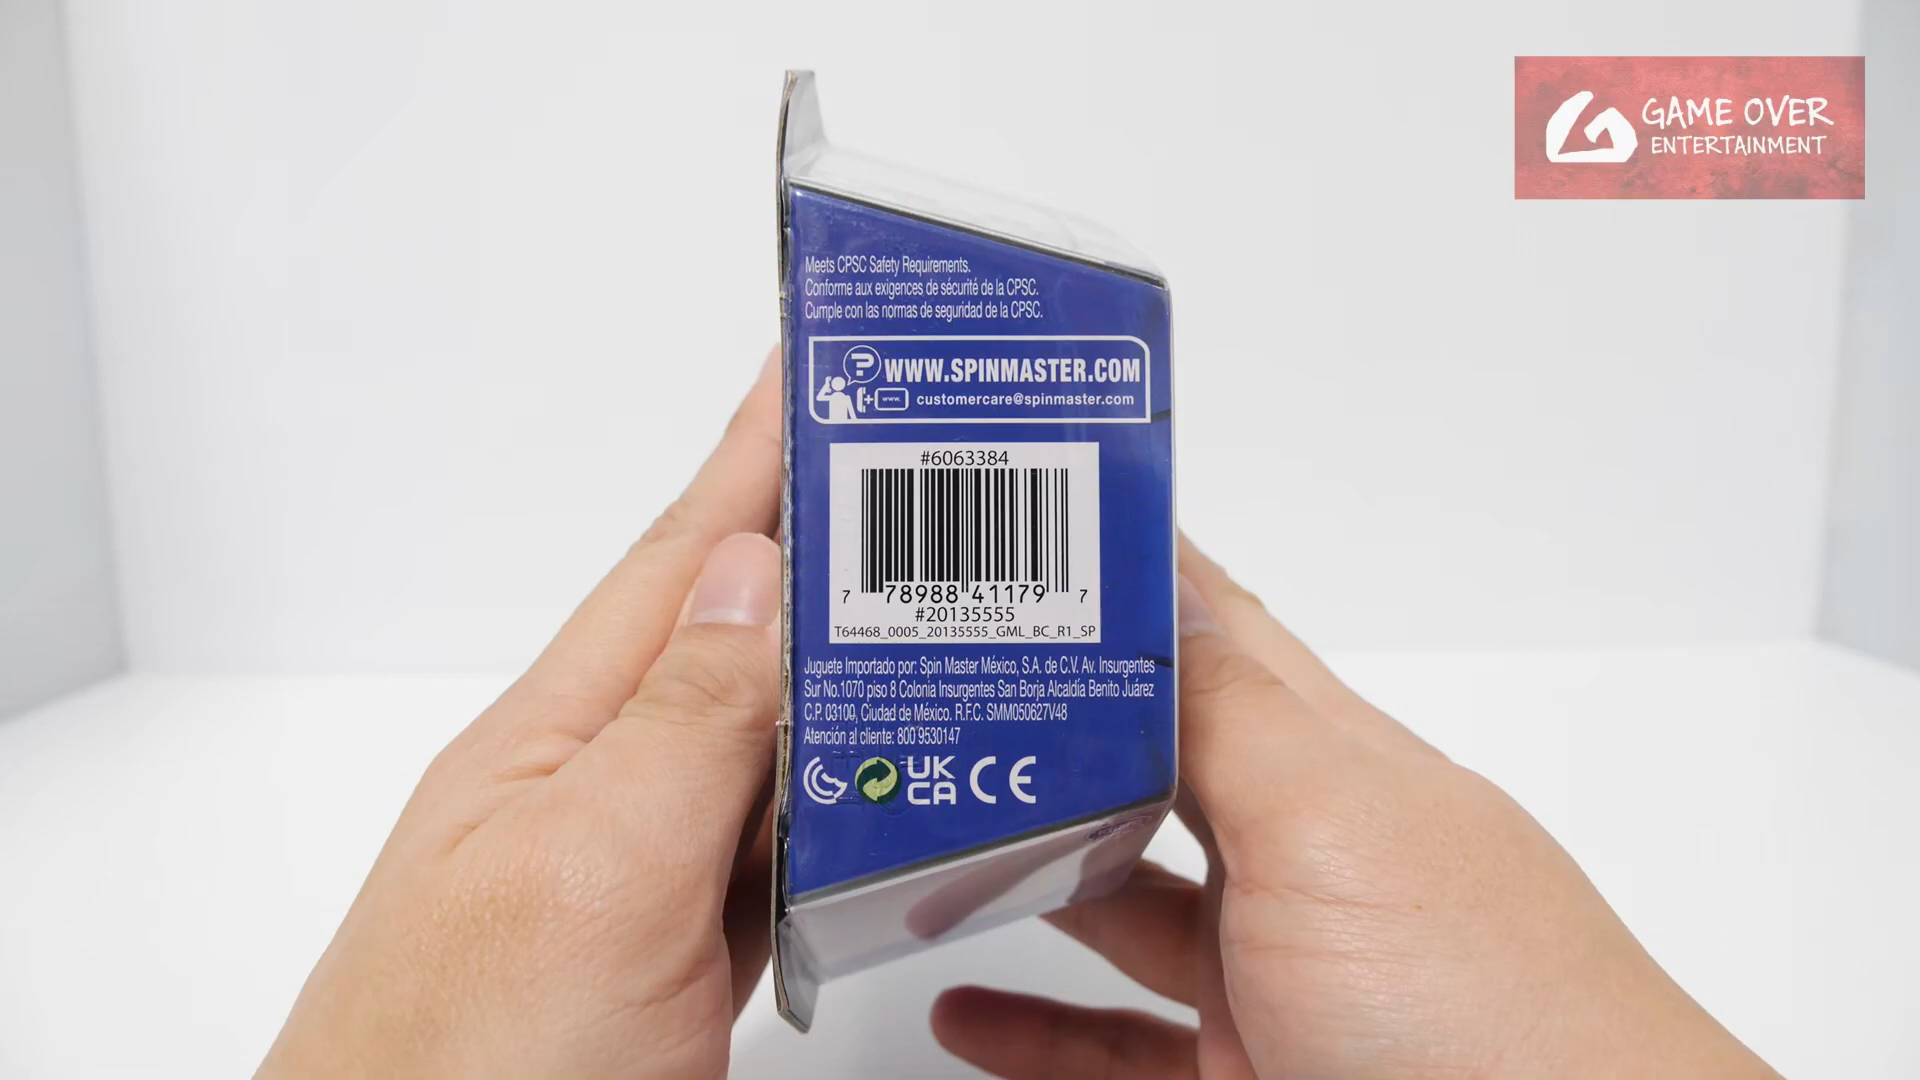 GAME OVER
ENTERTAINMENT
Meets CPSC Safety Requirements.
Conforme aux exigences de sécurité de la CPSC.
Cumple con las normas de seguridad de la CPSC.
? WWW.SPINMASTER.COM
+ www. customercare@spinmaster.com
#6063384
7 78988 41179 7
#20135555
T64468_0005_20135555_GML_BC_R1_SP
Juguete Importado por: Spin Master México, S.A. de C.V. Av. Insurgentes
Sur No.1070 piso 8 Colonia Insurgentes San Borja Alcaldía Benito Juárez
C.P. 03100, Ciudad de México. R.F.C. SMM050627V48
Atención al cliente: 800 9530147
UK
CA CE